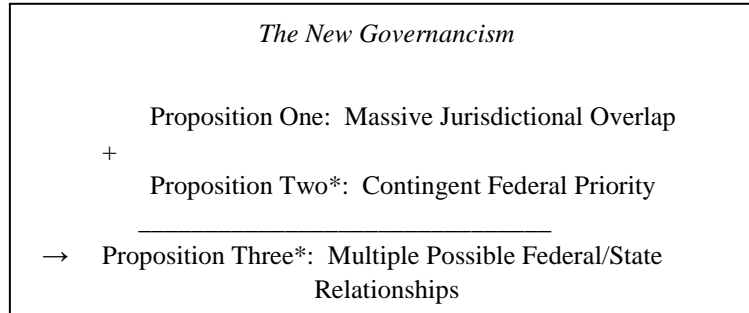 The New Governancism
Proposition One: Massive Jurisdictional Overlap
+
Proposition Two*: Contingent Federal Priority
_________________________________
→ Proposition Three*: Multiple Possible Federal/State
Relationships